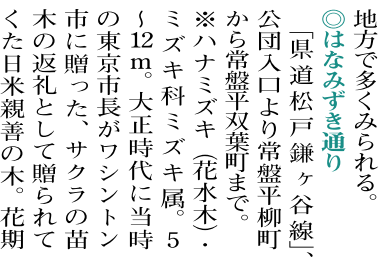 地方で多くみられる。
◎はなみずき通り
「県道松戸鎌ヶ谷線」、
公団入口より常盤平柳町
から常盤平双葉町まで。
※ハナミズキ（花水木）・
ミズキ科ミズキ属。5
～12m。大正時代に当時
の東京市長がワシントン
市に贈った、サクラの苗
木の返礼として贈られて
くた日米親善の木。花期